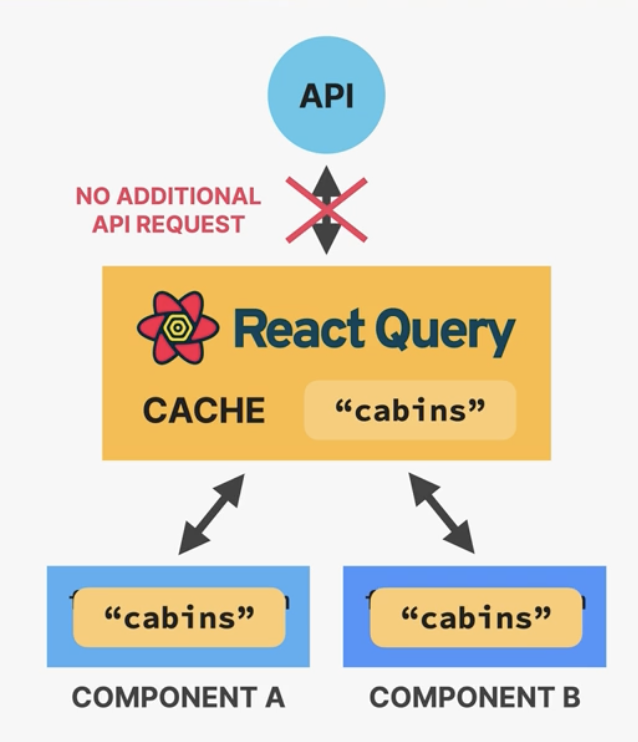 API
NO ADDITIONAL
API REQUEST
React Query
CACHE
“cabins”
“cabins”
“cabins”
COMPONENT A
COMPONENT B